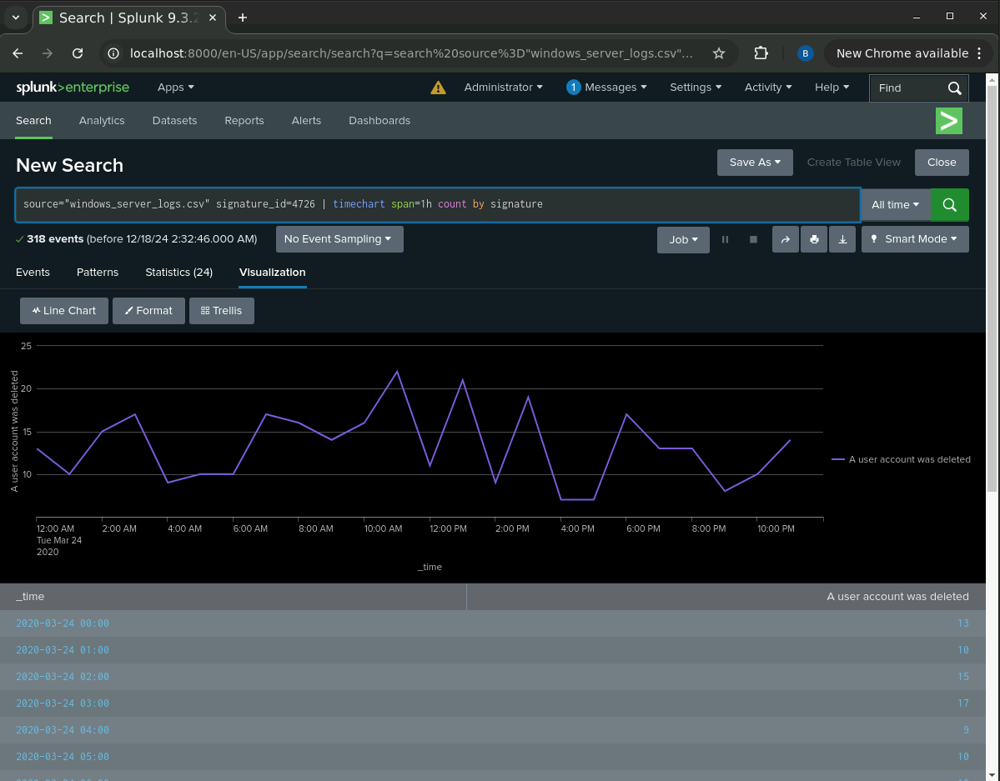 Search | Splunk 9.3.2
localhost:8000/en-US/app/search/search?q=search%20source%3D"windows_server_logs.csv"...
B
New Chrome available
splunk>enterprise
Apps
Administrator
1
Messages
Settings
Activity
Help
Find
Search
Analytics
Datasets
Reports
Alerts
Dashboards
New Search
Save As
Create Table View
Close
source="windows_server_logs.csv" signature_id=4726 | timechart span=1h count by signature
All time
318 events (before 12/18/24 2:32:46.000 AM)
No Event Sampling
Job
Smart Mode
Events
Patterns
Statistics (24)
Visualization
Line Chart
Format
Trellis
A user account was deleted
25
20
15
10
12:00 AM
Tue Mar 24
2020
2:00 AM
4:00 AM
6:00 AM
8:00 AM
10:00 AM
12:00 PM
2:00 PM
4:00 PM
6:00 PM
8:00 PM
10:00 PM
_time
A user account was deleted
_time A user account was deleted
2020-03-24 00:00 13
2020-03-24 01:00 10
2020-03-24 02:00 15
2020-03-24 03:00 17
2020-03-24 04:00 9
2020-03-24 05:00 10